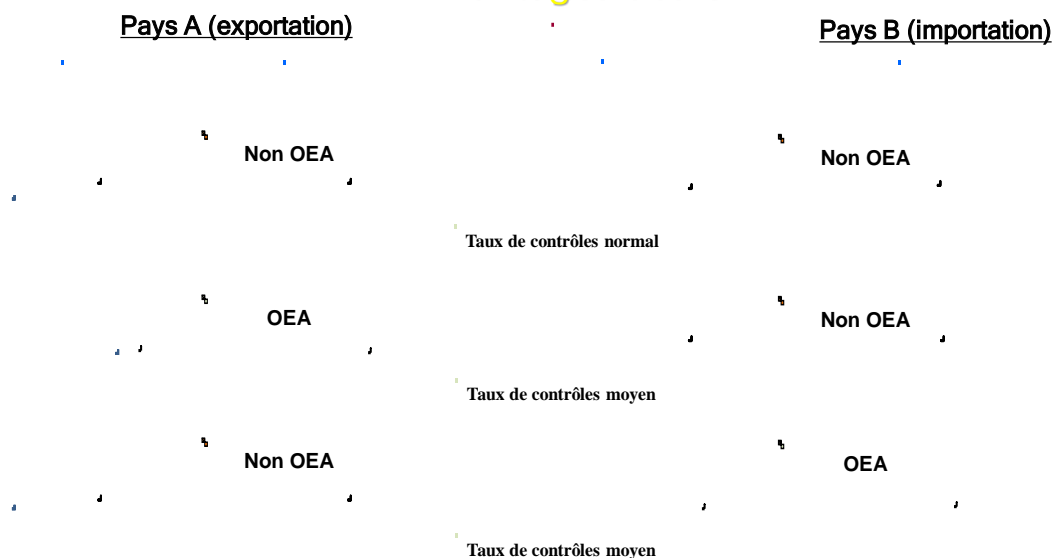 Pays A (exportation) Pays B (importation)
Non OEA Non OEA
Taux de contrôles normal
OEA Non OEA
Taux de contrôles moyen
Non OEA OEA
Taux de contrôles moyen